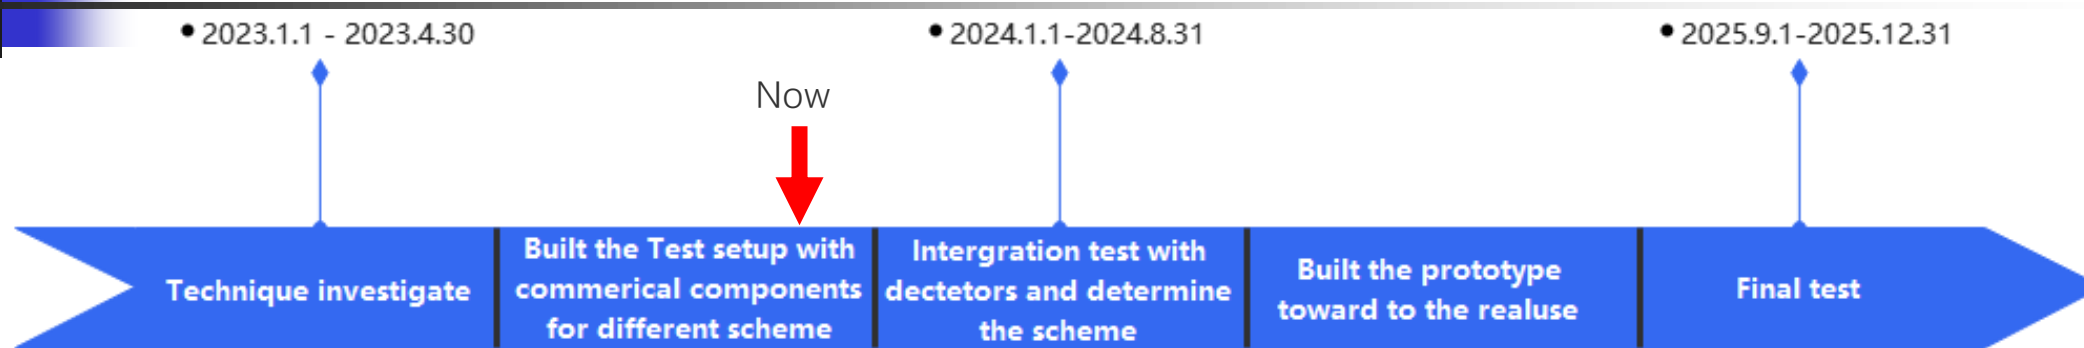 • 2023.1.1 - 2023.4.30
• 2024.1.1-2024.8.31
• 2025.9.1-2025.12.31
Now
Technique investigate
Built the Test setup with
commerical components
for different scheme
Intergration test with
dectetors and determine
the scheme
Built the prototype
toward to the realuse
Final test